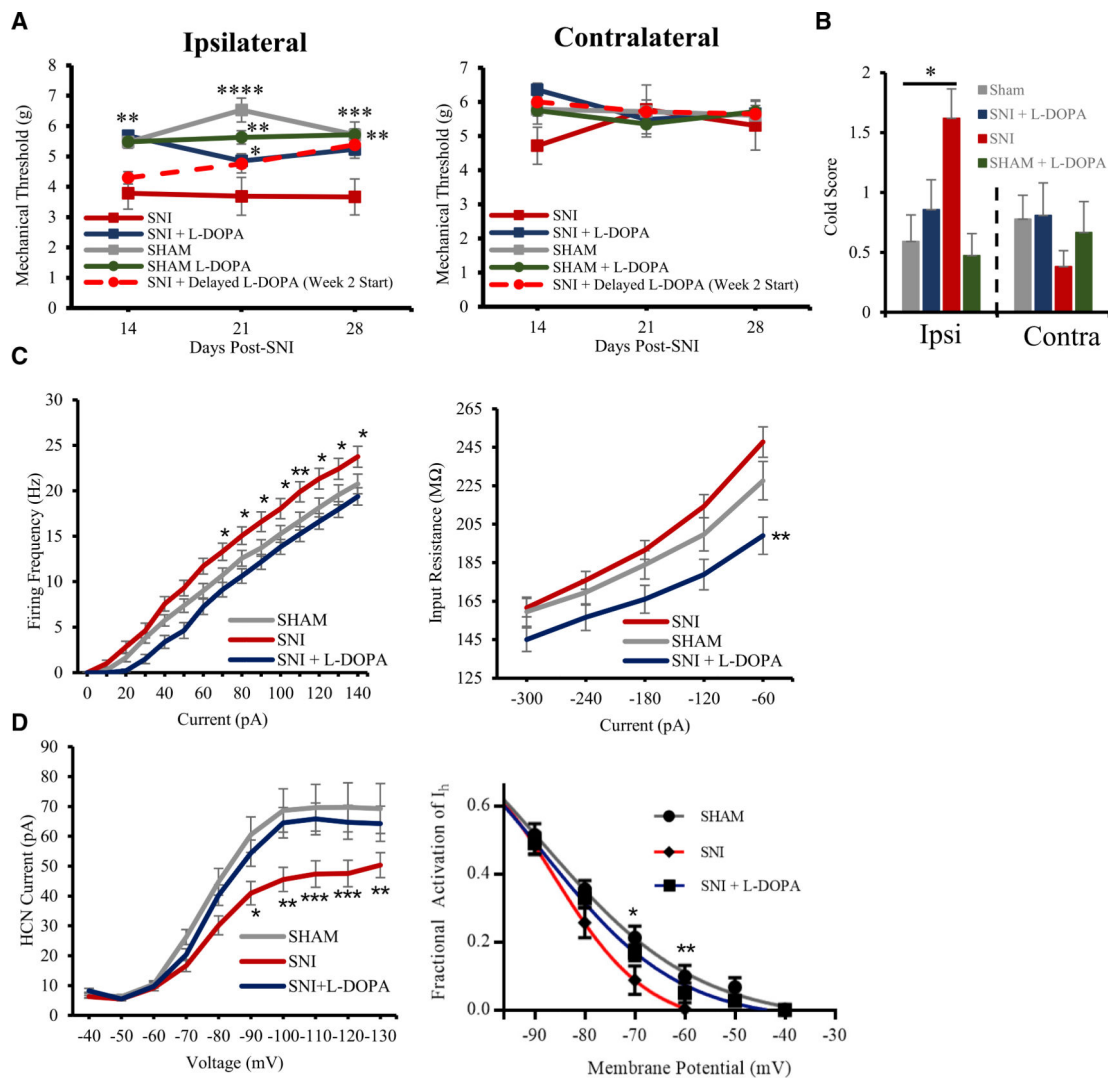 A
Ipsilateral
Mechanical Threshold (g)
8
7
6
5
4
3
2
1
0
**
****
**
*
***
**
SNI
SNI + L-DOPA
SHAM
SHAM L-DOPA
SNI + Delayed L-DOPA (Week 2 Start)
14 21 28
Days Post-SNI
Contralateral
Mechanical Threshold (g)
7
6
5
4
3
2
1
0
SNI
SNI + L-DOPA
SHAM
SHAM + L-DOPA
SNI + Delayed L-DOPA (Week 2 Start)
14 21 28
Days Post-SNI
B
Cold Score
2
1.5
1
0.5
0
*
Sham
SNI + L-DOPA
SNI
SHAM + L-DOPA
Ipsi Contra
C
Firing Frequency (Hz)
30
25
20
15
10
5
0
* * * * ** * * *
SHAM
SNI
SNI + L-DOPA
0 20 40 60 80 100 120 140
Current (pA)
Input Resistance (MΩ)
265
245
225
205
185
165
145
125
**
SNI
SHAM
SNI + L-DOPA
-300 -240 -180 -120 -60
Current (pA)
D
HCN Current (pA)
90
80
70
60
50
40
30
20
10
0
* ** *** *** **
SHAM
SNI
SNI+L-DOPA
-40 -50 -60 -70 -80 -90 -100 -110 -120 -130
Voltage (mV)
Fractional Activation of Ih
0.6
0.4
0.2
0.0
* **
SHAM
SNI
SNI + L-DOPA
-90 -80 -70 -60 -50 -40 -30
Membrane Potential (mV)